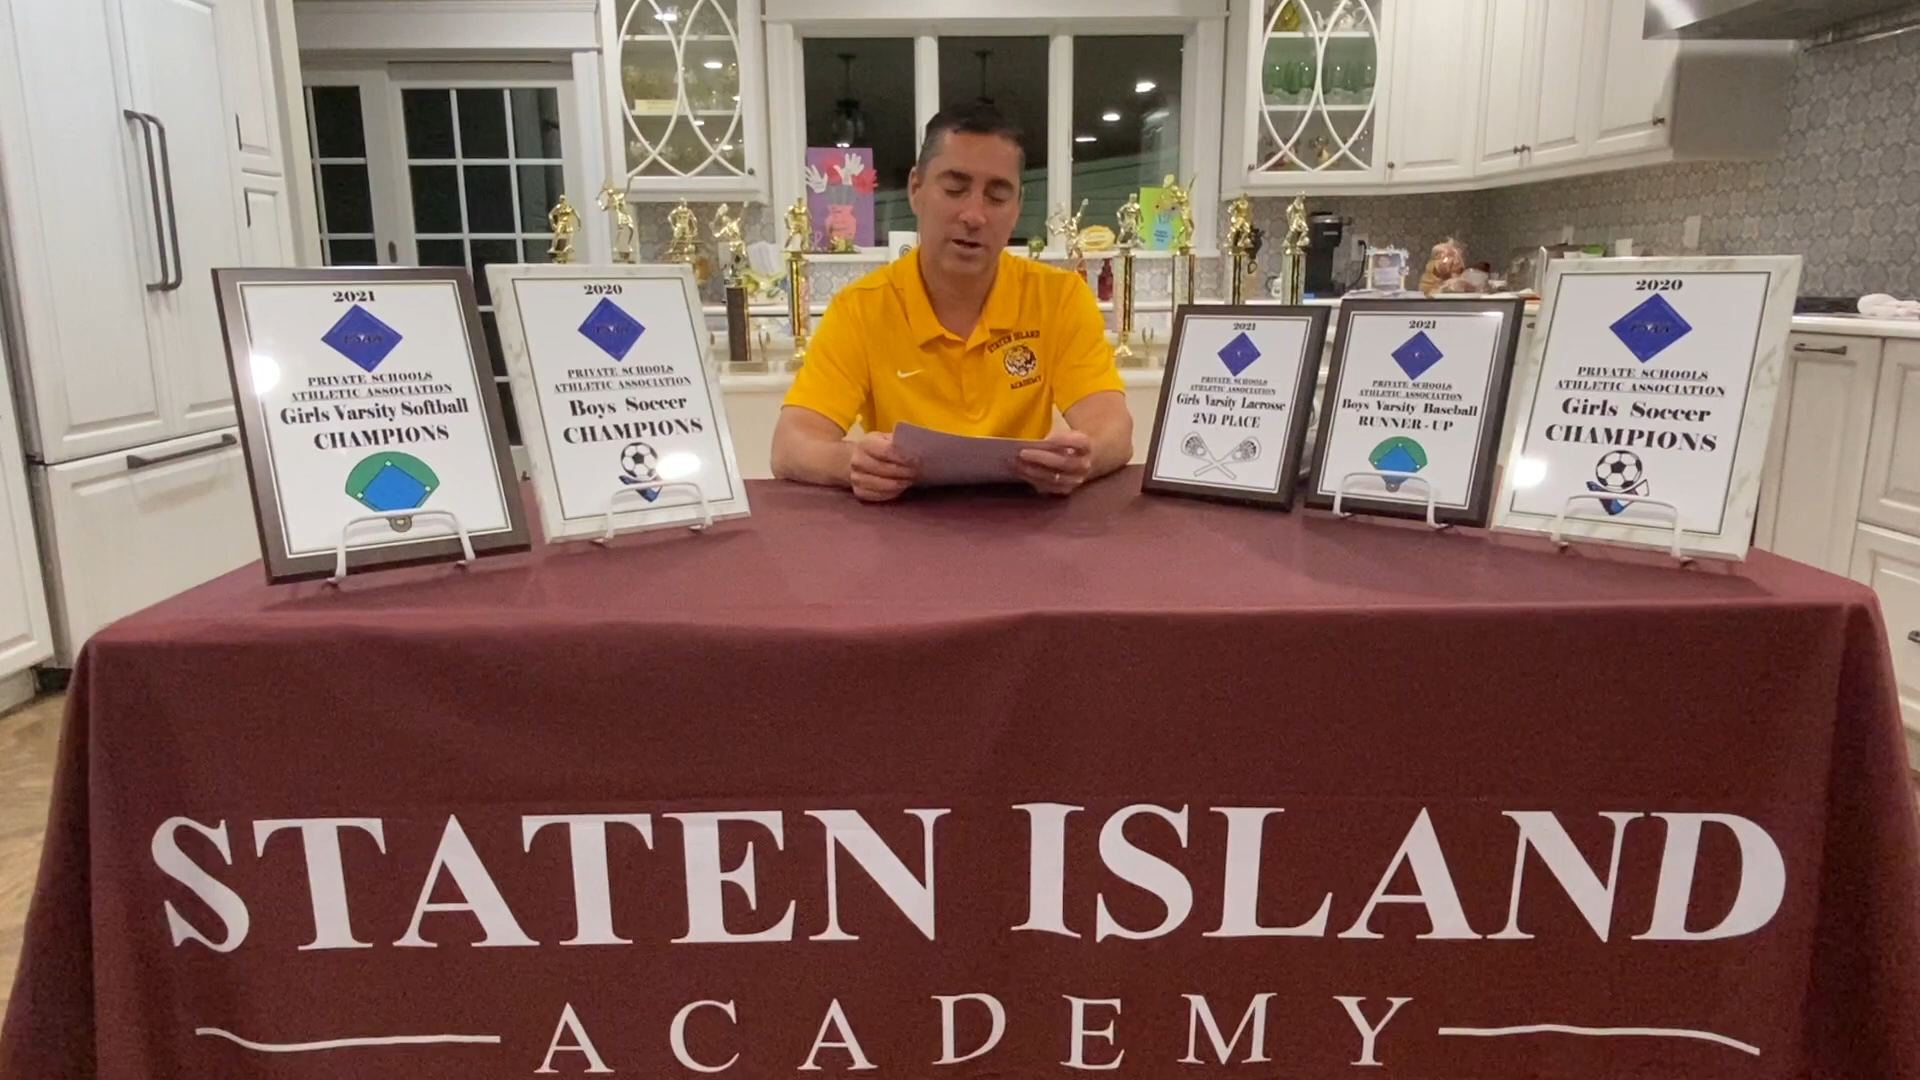 2021
PRIVATE SCHOOLS
ATHLETIC ASSOCIATION
Girls Varsity Softball
CHAMPIONS
2020
PRIVATE SCHOOLS
ATHLETIC ASSOCIATION
Boys Soccer
CHAMPIONS
STATEN ISLAND
ACADEMY
2021
PRIVATE SCHOOLS
ATHLETIC ASSOCIATION
Girls Varsity Lacrosse
2ND PLACE
2021
PRIVATE SCHOOLS
ATHLETIC ASSOCIATION
Boys Varsity Baseball
RUNNER-UP
2020
PRIVATE SCHOOLS
ATHLETIC ASSOCIATION
Girls Soccer
CHAMPIONS
STATEN ISLAND
ACADEMY